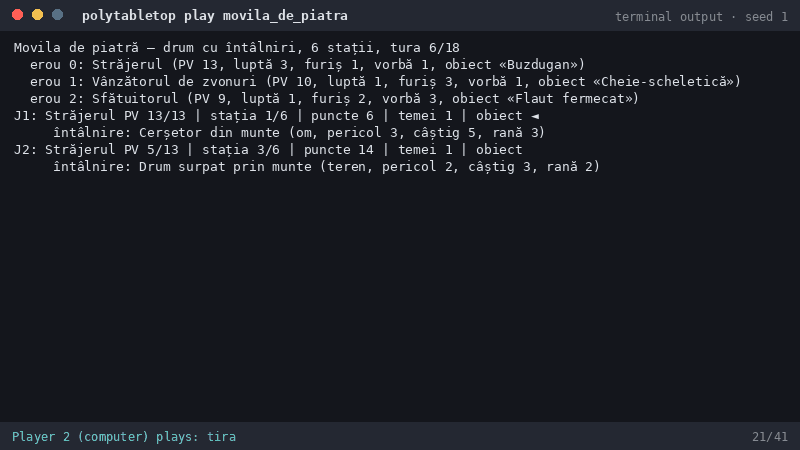 polytabletop play movila_de_piatra
terminal output · seed 1
Movila de piatră — drum cu întâlniri, 6 stații, tura 6/18
erou 0: Străjerul (PV 13, luptă 3, furiș 1, vorbă 1, obiect «Buzdugan»)
erou 1: Vânzătorul de zvonuri (PV 10, luptă 1, furiș 3, vorbă 1, obiect «Cheie-scheletică»)
erou 2: Sfătuitorul (PV 9, luptă 1, furiș 2, vorbă 3, obiect «Flaut fermecat»)
J1: Străjerul PV 13/13 | stația 1/6 | puncte 6 | temei 1 | obiect ◄
întâlnire: Cerșetor din munte (om, pericol 3, câștig 5, rană 3)
J2: Străjerul PV 5/13 | stația 3/6 | puncte 14 | temei 1 | obiect
întâlnire: Drum surpat prin munte (teren, pericol 2, câștig 3, rană 2)
Player 2 (computer) plays: tira
21/41